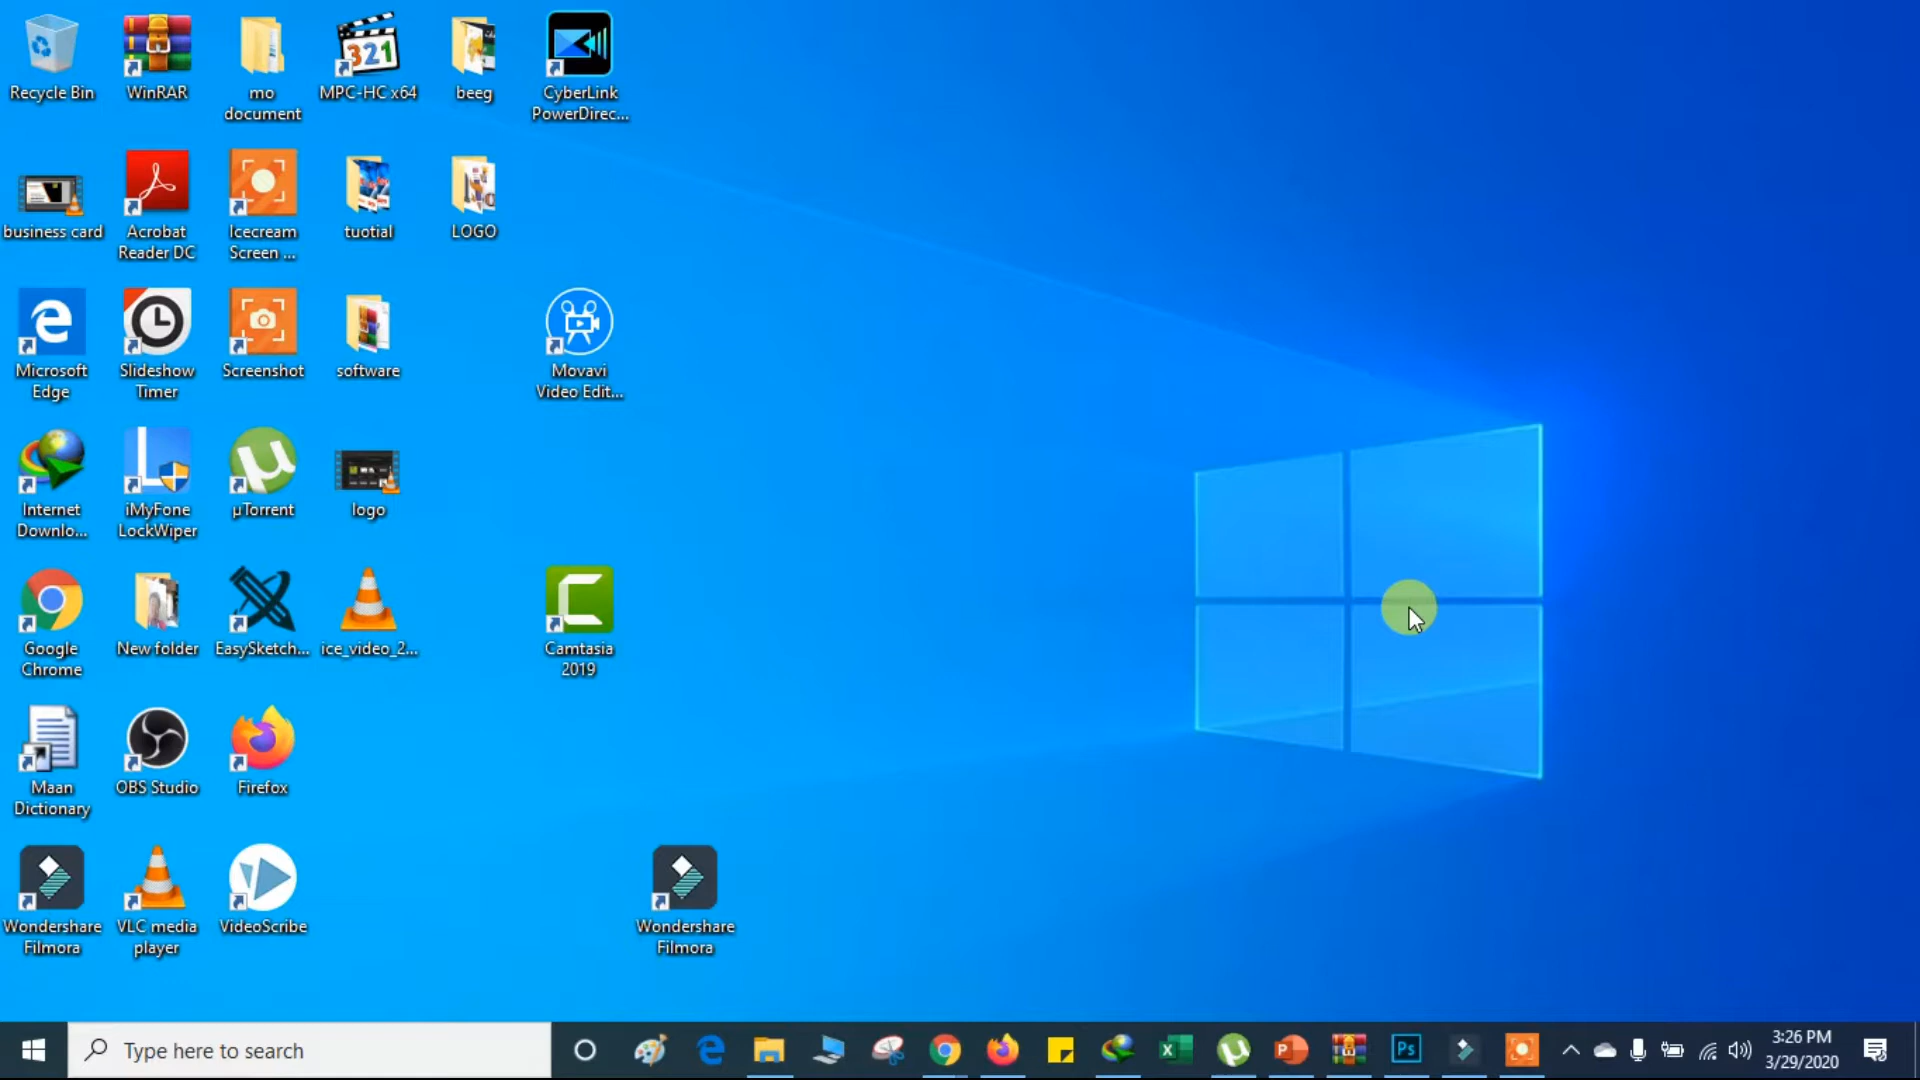 Recycle Bin
WinRAR
mo
document
MPC-HC x64
321
beeg
CyberLink
PowerDirec...
business card
Acrobat
Reader DC
Icecream
Screen ...
tuotial
LOGO
Microsoft
Edge
Slideshow
Timer
Screenshot
software
Movavi
Video Edit...
Internet
Downlo...
iMyFone
LockWiper
µTorrent
logo
Google
Chrome
New folder
EasySketch...
ice_video_2...
Camtasia
2019
Maan
Dictionary
OBS Studio
Firefox
Wondershare
Filmora
VLC media
player
VideoScribe
Wondershare
Filmora
Type here to search
Ps
3:26 PM
3/29/2020